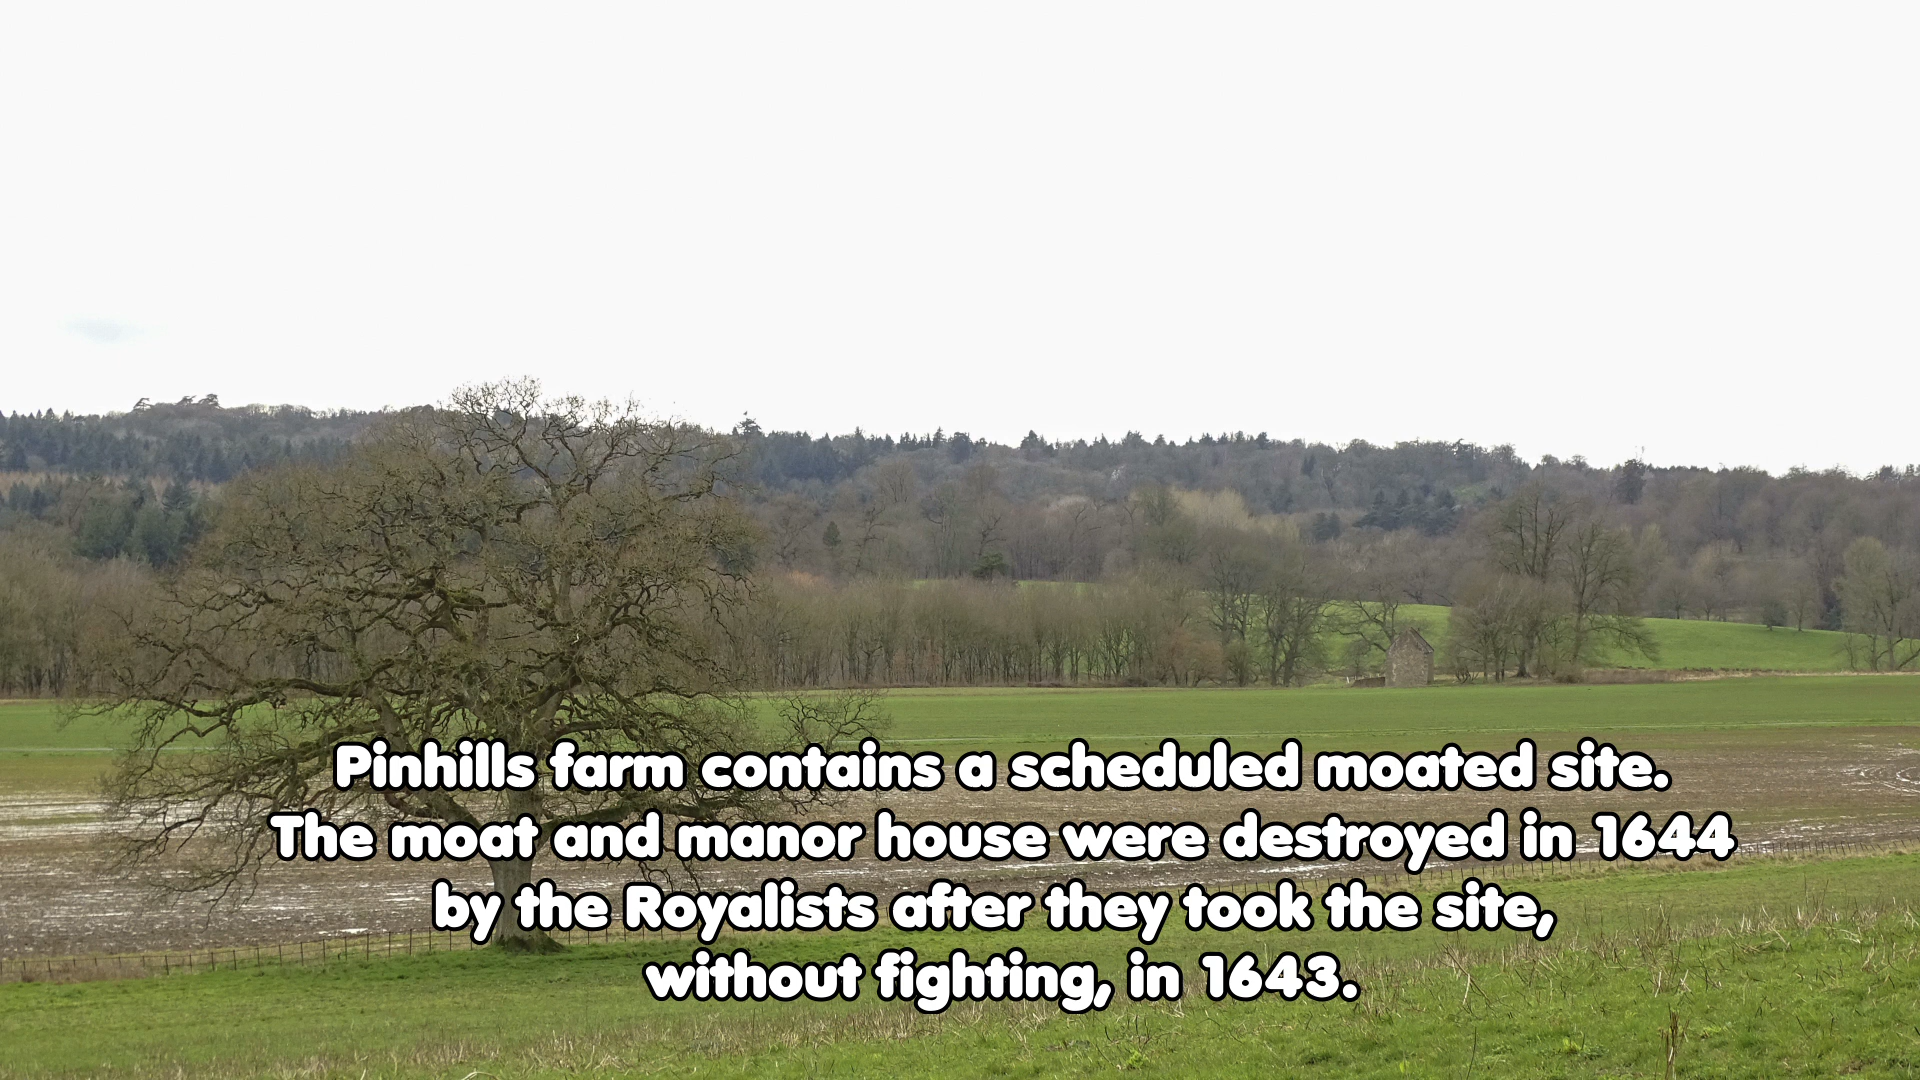 Pinhills farm contains a scheduled moated site.
The moat and manor house were destroyed in 1644
by the Royalists after they took the site,
without fighting, in 1643.